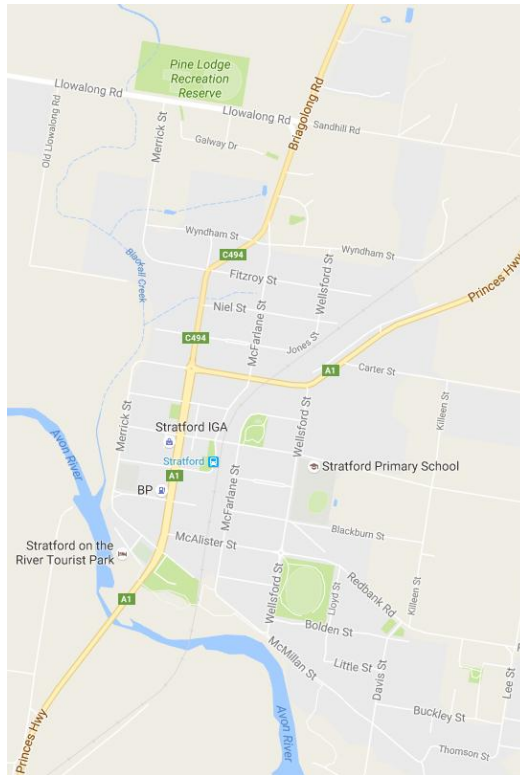 Pine Lodge
Recreation
Reserve
Llowalong Rd
Llowalong Rd
Sandhill Rd
Briagolong Rd
Old Llowalong Rd
Merrick St
Galway Dr
Wyndham St
Wyndham St
C494
Blackall Creek
Fitzroy St
Wellsford St
Princes Hwy
Niel St
McFarlane St
C494
Jones St
A1
Carter St
Killeen St
Merrick St
Wellsford St
Stratford IGA
Avon River
Stratford
Stratford Primary School
A1
McFarlane St
BP
Blackburn St
McAlister St
Stratford on the
River Tourist Park
Redbank Rd
Killeen St
A1
Wellsford St
Lloyd St
Bolden St
McMillan St
Little St
Davis St
Lee St
Princes Hwy
Avon River
Buckley St
Thomson St